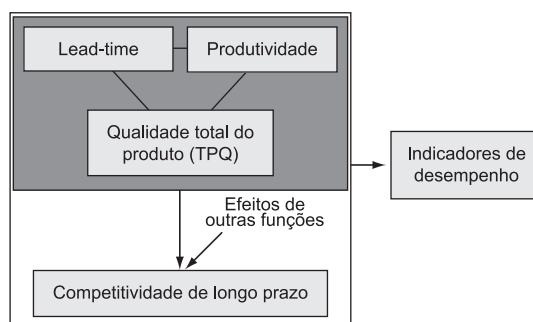 Lead-time
Produtividade
Qualidade total do
produto (TPQ)
Indicadores de
desempenho
Efeitos de
outras funções
Competitividade de longo prazo